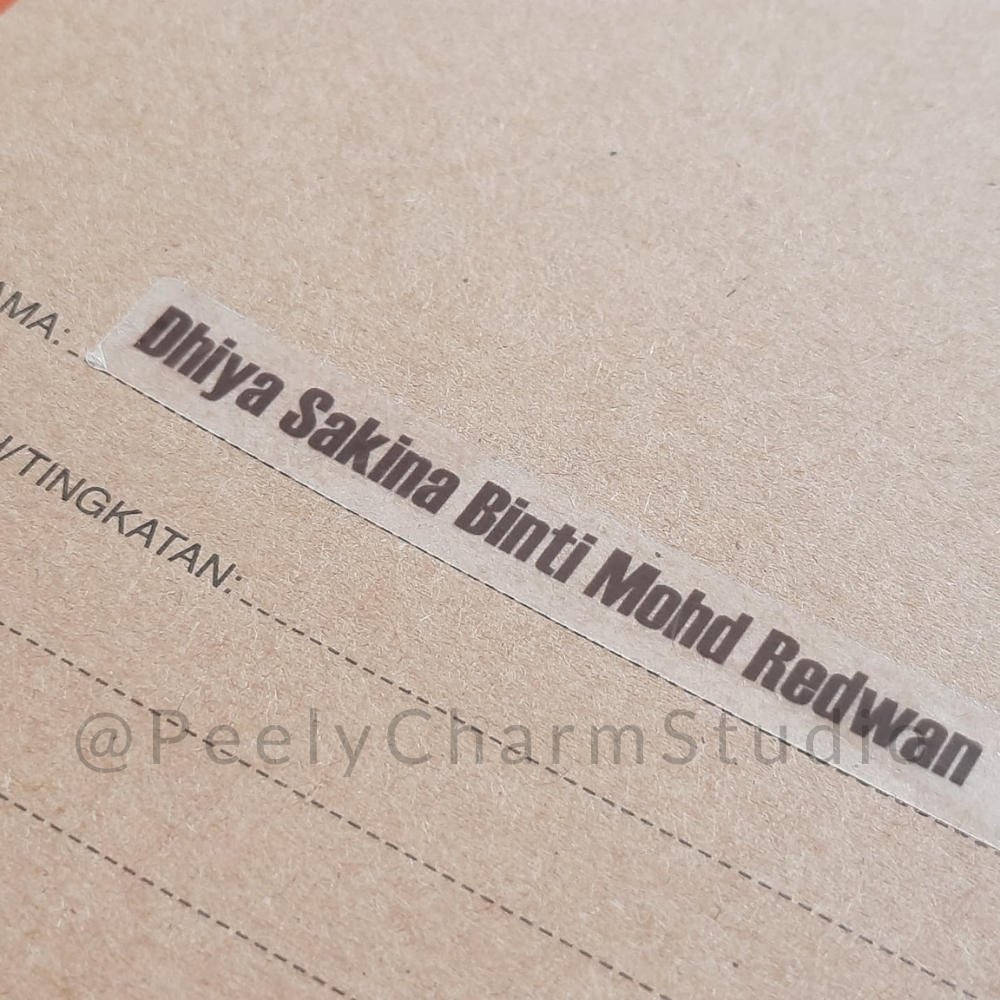 AMA: Dhiya Sakina Binti Mohd Redwan
/TINGKATAN:
@PeelyCharmStudio